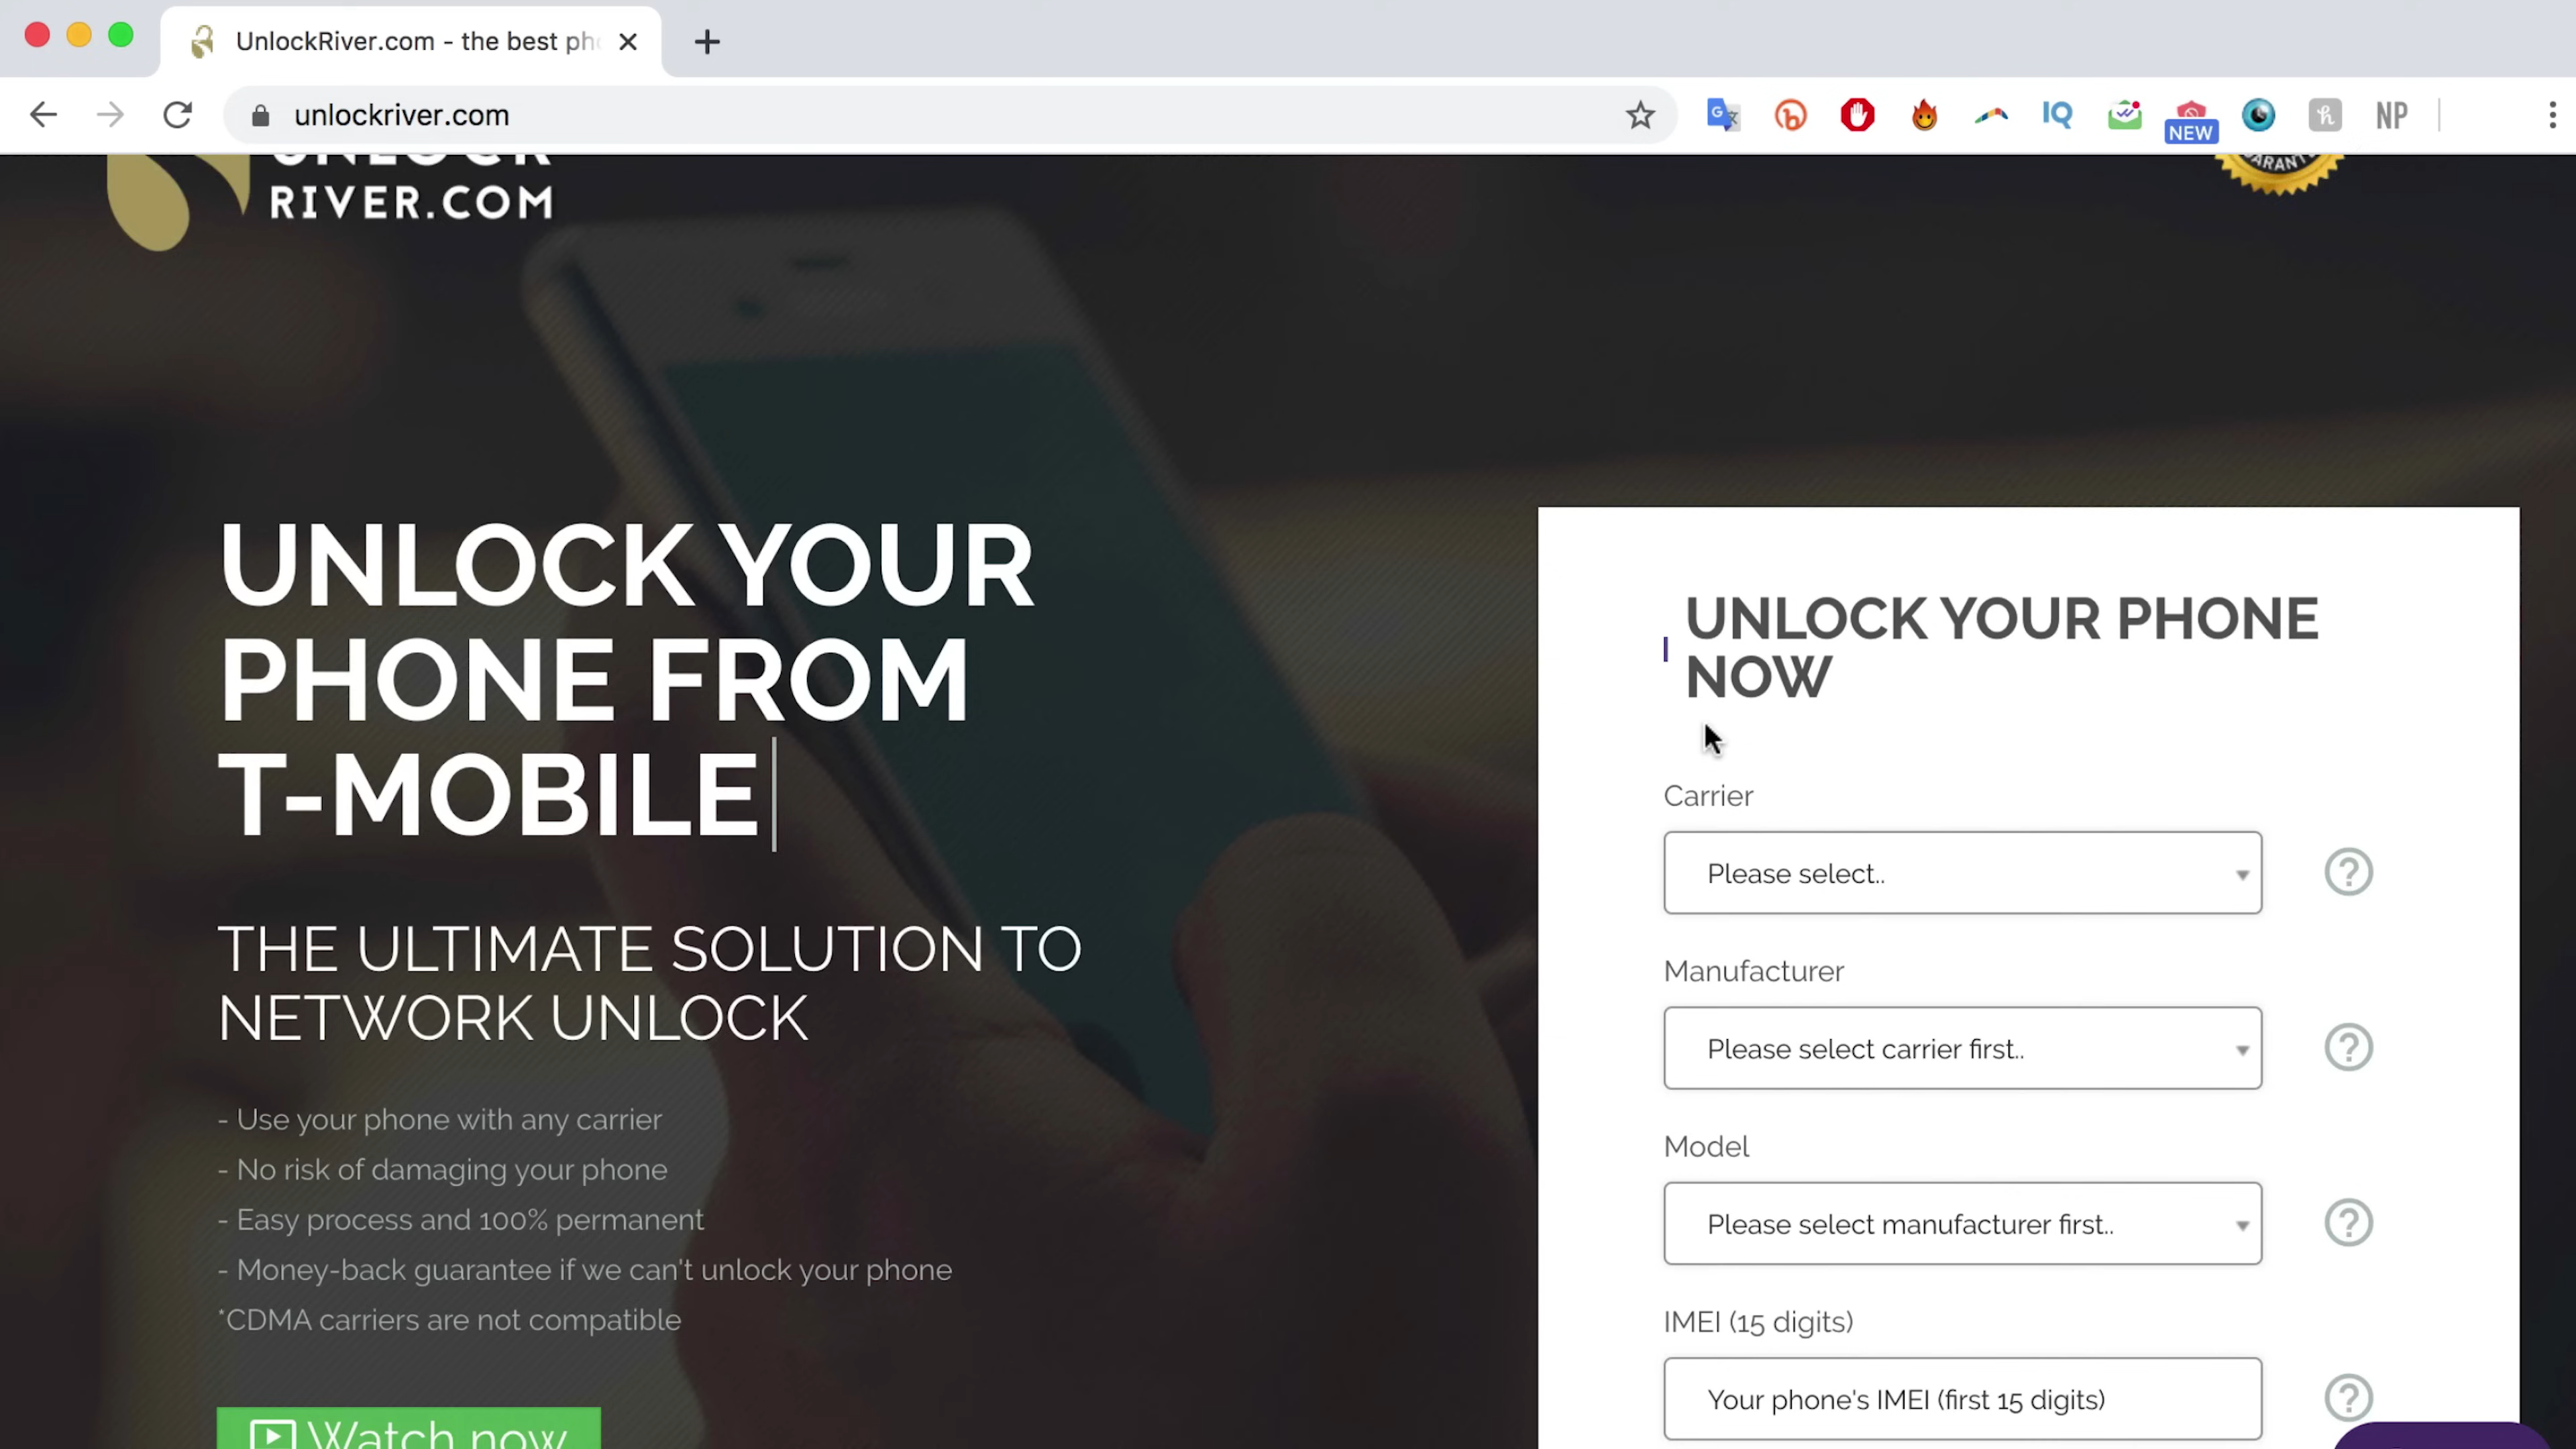 UnlockRiver.com - the best pho
unlockriver.com
IQ
NEW
NP
UNLOCK
RIVER.COM
UNLOCK YOUR
PHONE FROM
T-MOBILE
THE ULTIMATE SOLUTION TO
NETWORK UNLOCK
- Use your phone with any carrier
- No risk of damaging your phone
- Easy process and 100% permanent
- Money-back guarantee if we can't unlock your phone
*CDMA carriers are not compatible
Watch now
UNLOCK YOUR PHONE
NOW
Carrier
Please select..
Manufacturer
Please select carrier first..
Model
Please select manufacturer first..
IMEI (15 digits)
Your phone's IMEI (first 15 digits)